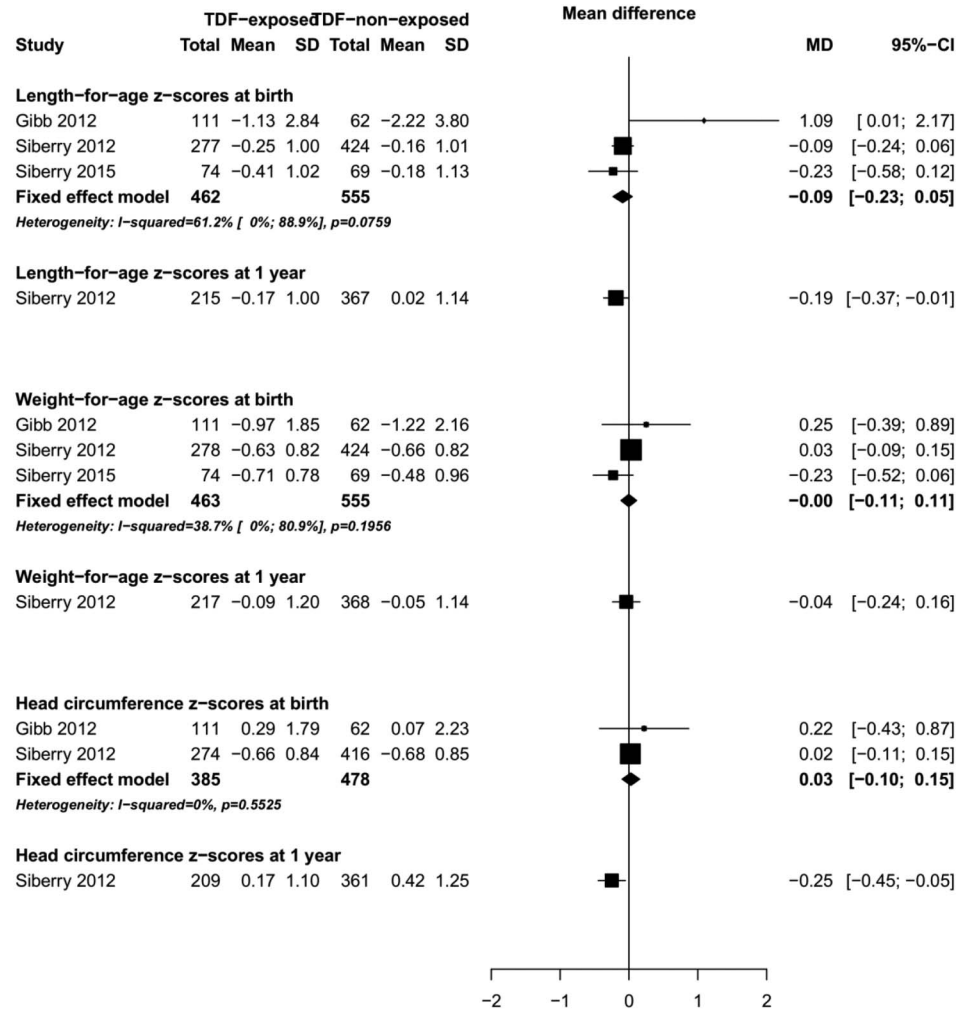 TDF−exposed TDF−non−exposed Mean difference
Study Total Mean SD Total Mean SD MD 95%−CI
Length−for−age z−scores at birth
Gibb 2012 111 −1.13 2.84 62 −2.22 3.80 1.09 [ 0.01; 2.17]
Siberry 2012 277 −0.25 1.00 424 −0.16 1.01 −0.09 [−0.24; 0.06]
Siberry 2015 74 −0.41 1.02 69 −0.18 1.13 −0.23 [−0.58; 0.12]
Fixed effect model 462 555 −0.09 [−0.23; 0.05]
Heterogeneity: I−squared=61.2% [ 0%; 88.9%], p=0.0759
Length−for−age z−scores at 1 year
Siberry 2012 215 −0.17 1.00 367 0.02 1.14 −0.19 [−0.37; −0.01]
Weight−for−age z−scores at birth
Gibb 2012 111 −0.97 1.85 62 −1.22 2.16 0.25 [−0.39; 0.89]
Siberry 2012 278 −0.63 0.82 424 −0.66 0.82 0.03 [−0.09; 0.15]
Siberry 2015 74 −0.71 0.78 69 −0.48 0.96 −0.23 [−0.52; 0.06]
Fixed effect model 463 555 −0.00 [−0.11; 0.11]
Heterogeneity: I−squared=38.7% [ 0%; 80.9%], p=0.1956
Weight−for−age z−scores at 1 year
Siberry 2012 217 −0.09 1.20 368 −0.05 1.14 −0.04 [−0.24; 0.16]
Head circumference z−scores at birth
Gibb 2012 111 0.29 1.79 62 0.07 2.23 0.22 [−0.43; 0.87]
Siberry 2012 274 −0.66 0.84 416 −0.68 0.85 0.02 [−0.11; 0.15]
Fixed effect model 385 478 0.03 [−0.10; 0.15]
Heterogeneity: I−squared=0%, p=0.5525
Head circumference z−scores at 1 year
Siberry 2012 209 0.17 1.10 361 0.42 1.25 −0.25 [−0.45; −0.05]
−2 −1 0 1 2